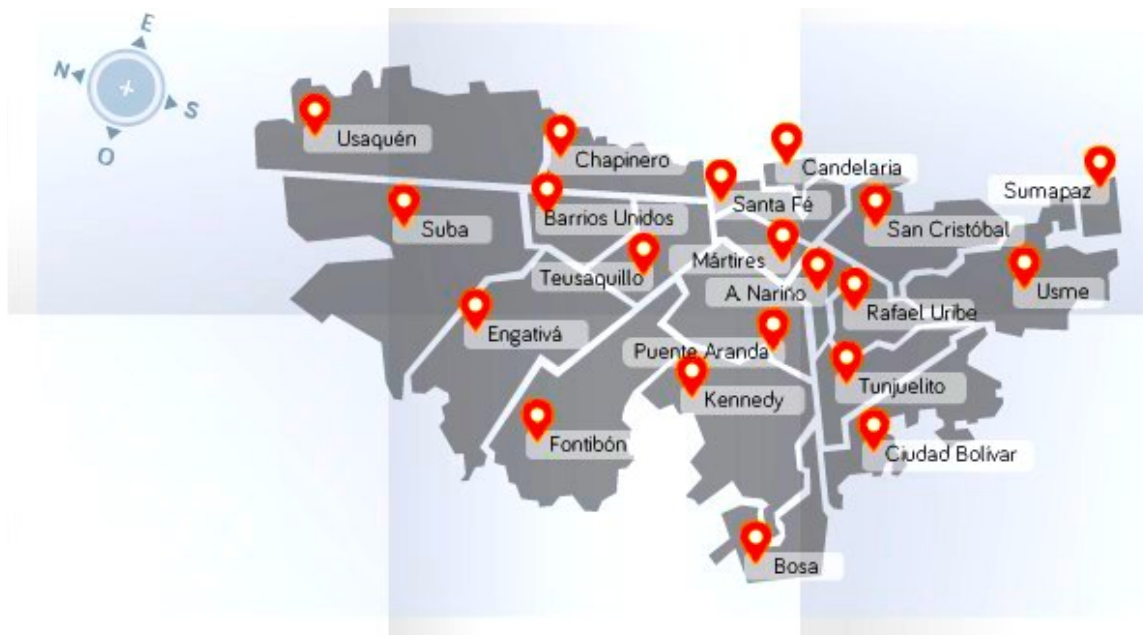 E
N
S
O
Usaquén
Chapinero
Candelaria
Sumapaz
Santa Fé
Barrios Unidos
Suba
San Cristóbal
Mártires
Teusaquillo
A. Nariño
Usme
Rafael Uribe
Engativá
Puente Aranda
Tunjuelito
Kennedy
Fontibón
Ciudad Bolívar
Bosa